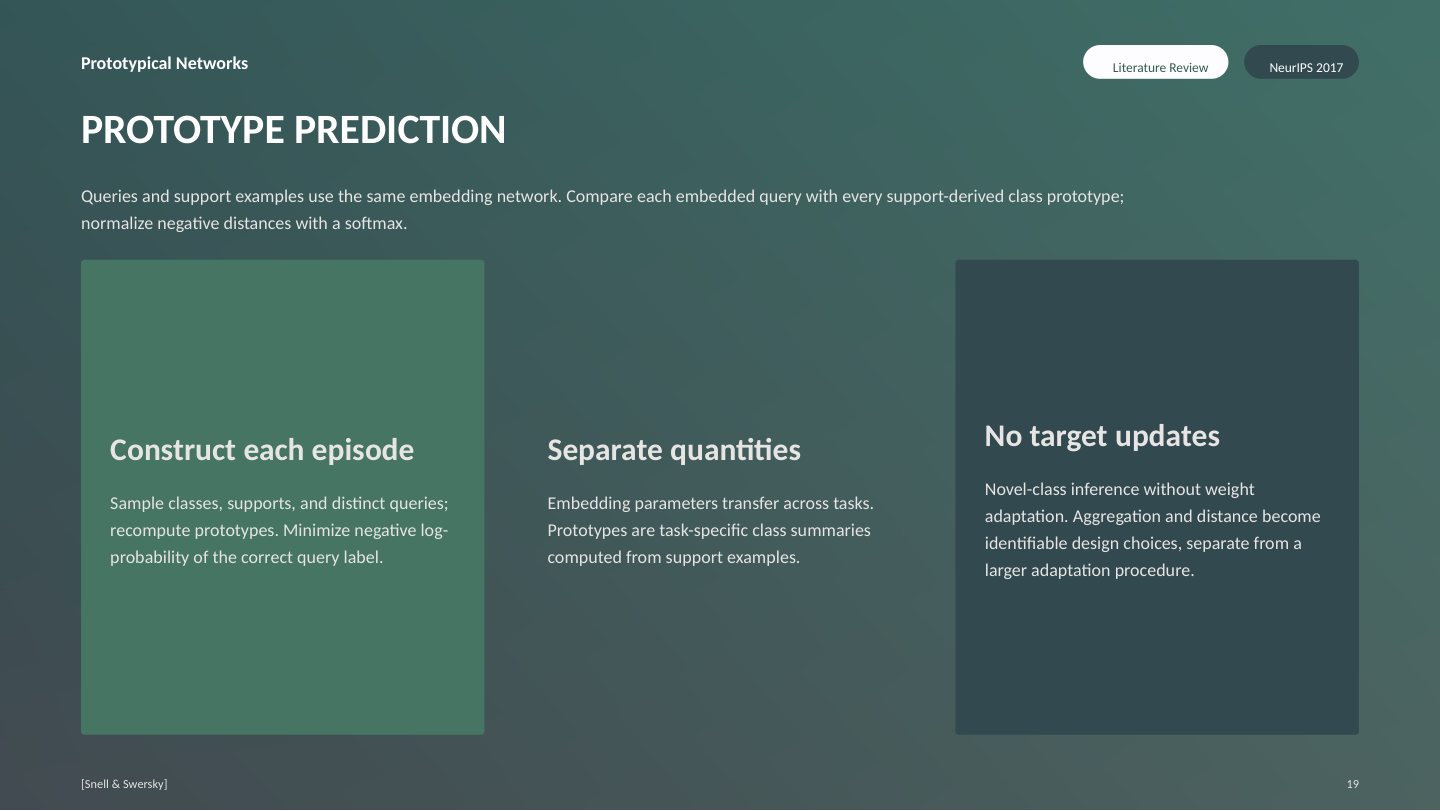 Prototypical Networks
Literature Review
NeurIPS 2017
PROTOTYPE PREDICTION
Queries and support examples use the same embedding network. Compare each embedded query with every support-derived class prototype;
normalize negative distances with a softmax.
Construct each episode
Sample classes, supports, and distinct queries;
recompute prototypes. Minimize negative log-
probability of the correct query label.
Separate quantities
Embedding parameters transfer across tasks.
Prototypes are task-specific class summaries
computed from support examples.
No target updates
Novel-class inference without weight
adaptation. Aggregation and distance become
identifiable design choices, separate from a
larger adaptation procedure.
[Snell & Swersky]
19